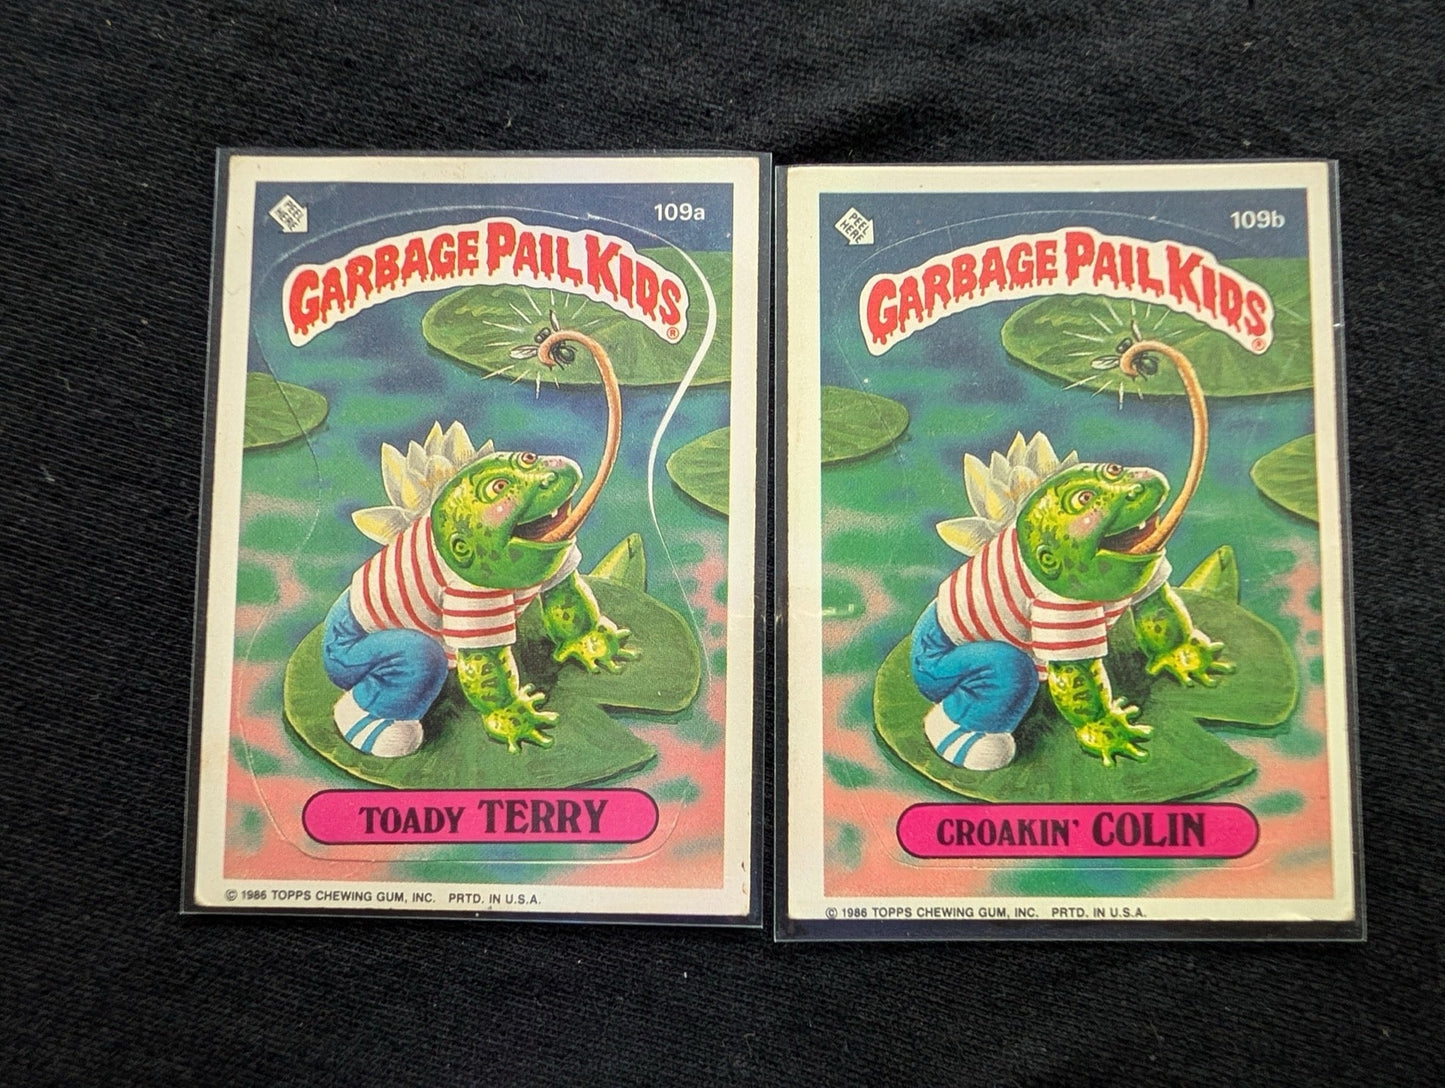 PEEL
HERE
109a
GARBAGE PAIL KIDS
®
TOADY TERRY
© 1986 TOPPS CHEWING GUM, INC. PRTD. IN U.S.A.
PEEL
HERE
109b
GARBAGE PAIL KIDS
®
CROAKIN' COLIN
© 1986 TOPPS CHEWING GUM, INC. PRTD. IN U.S.A.